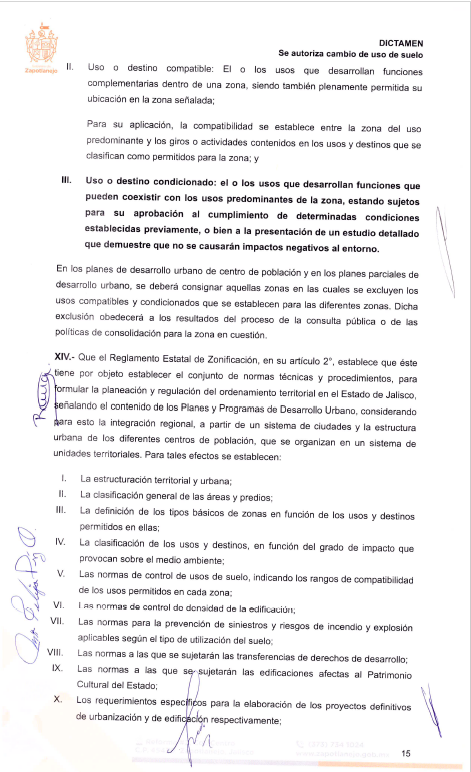 DICTAMEN
Se autoriza cambio de uso de suelo
Zapotlanejo
II. Uso o destino compatible: El o los usos que desarrollan funciones
complementarias dentro de una zona, siendo también plenamente permitida su
ubicación en la zona señalada;
Para su aplicación, la compatibilidad se establece entre la zona del uso
predominante y los giros o actividades contenidos en los usos y destinos que se
clasifican como permitidos para la zona; y
III. Uso o destino condicionado: el o los usos que desarrollan funciones que
pueden coexistir con los usos predominantes de la zona, estando sujetos
para su aprobación al cumplimiento de determinadas condiciones
establecidas previamente, o bien a la presentación de un estudio detallado
que demuestre que no se causarán impactos negativos al entorno.
En los planes de desarrollo urbano de centro de población y en los planes parciales de
desarrollo urbano, se deberá consignar aquellas zonas en las cuales se excluyen los
usos compatibles y condicionados que se establecen para las diferentes zonas. Dicha
exclusión obedecerá a los resultados del proceso de la consulta pública o de las
políticas de consolidación para la zona en cuestión.
XIV.- Que el Reglamento Estatal de Zonificación, en su artículo 2°, establece que éste
tiene por objeto establecer el conjunto de normas técnicas y procedimientos, para
formular la planeación y regulación del ordenamiento territorial en el Estado de Jalisco,
señalando el contenido de los Planes y Programas de Desarrollo Urbano, considerando
para esto la integración regional, a partir de un sistema de ciudades y la estructura
urbana de los diferentes centros de población, que se organizan en un sistema de
unidades territoriales. Para tales efectos se establecen:
I. La estructuración territorial y urbana;
II. La clasificación general de las áreas y predios;
III. La definición de los tipos básicos de zonas en función de los usos y destinos
permitidos en ellas;
IV. La clasificación de los usos y destinos, en función del grado de impacto que
provocan sobre el medio ambiente;
V. Las normas de control de usos de suelo, indicando los rangos de compatibilidad
de los usos permitidos en cada zona;
VI. Las normas de control de densidad de la edificación;
VII. Las normas para la prevención de siniestros y riesgos de incendio y explosión
aplicables según el tipo de utilización del suelo;
VIII. Las normas a las que se sujetarán las transferencias de derechos de desarrollo;
IX. Las normas a las que se sujetarán las edificaciones afectas al Patrimonio
Cultural del Estado;
X. Los requerimientos específicos para la elaboración de los proyectos definitivos
de urbanización y de edificación respectivamente;
15